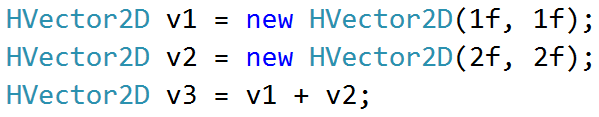 HVector2D v1 = new HVector2D(1f, 1f);
HVector2D v2 = new HVector2D(2f, 2f);
HVector2D v3 = v1 + v2;